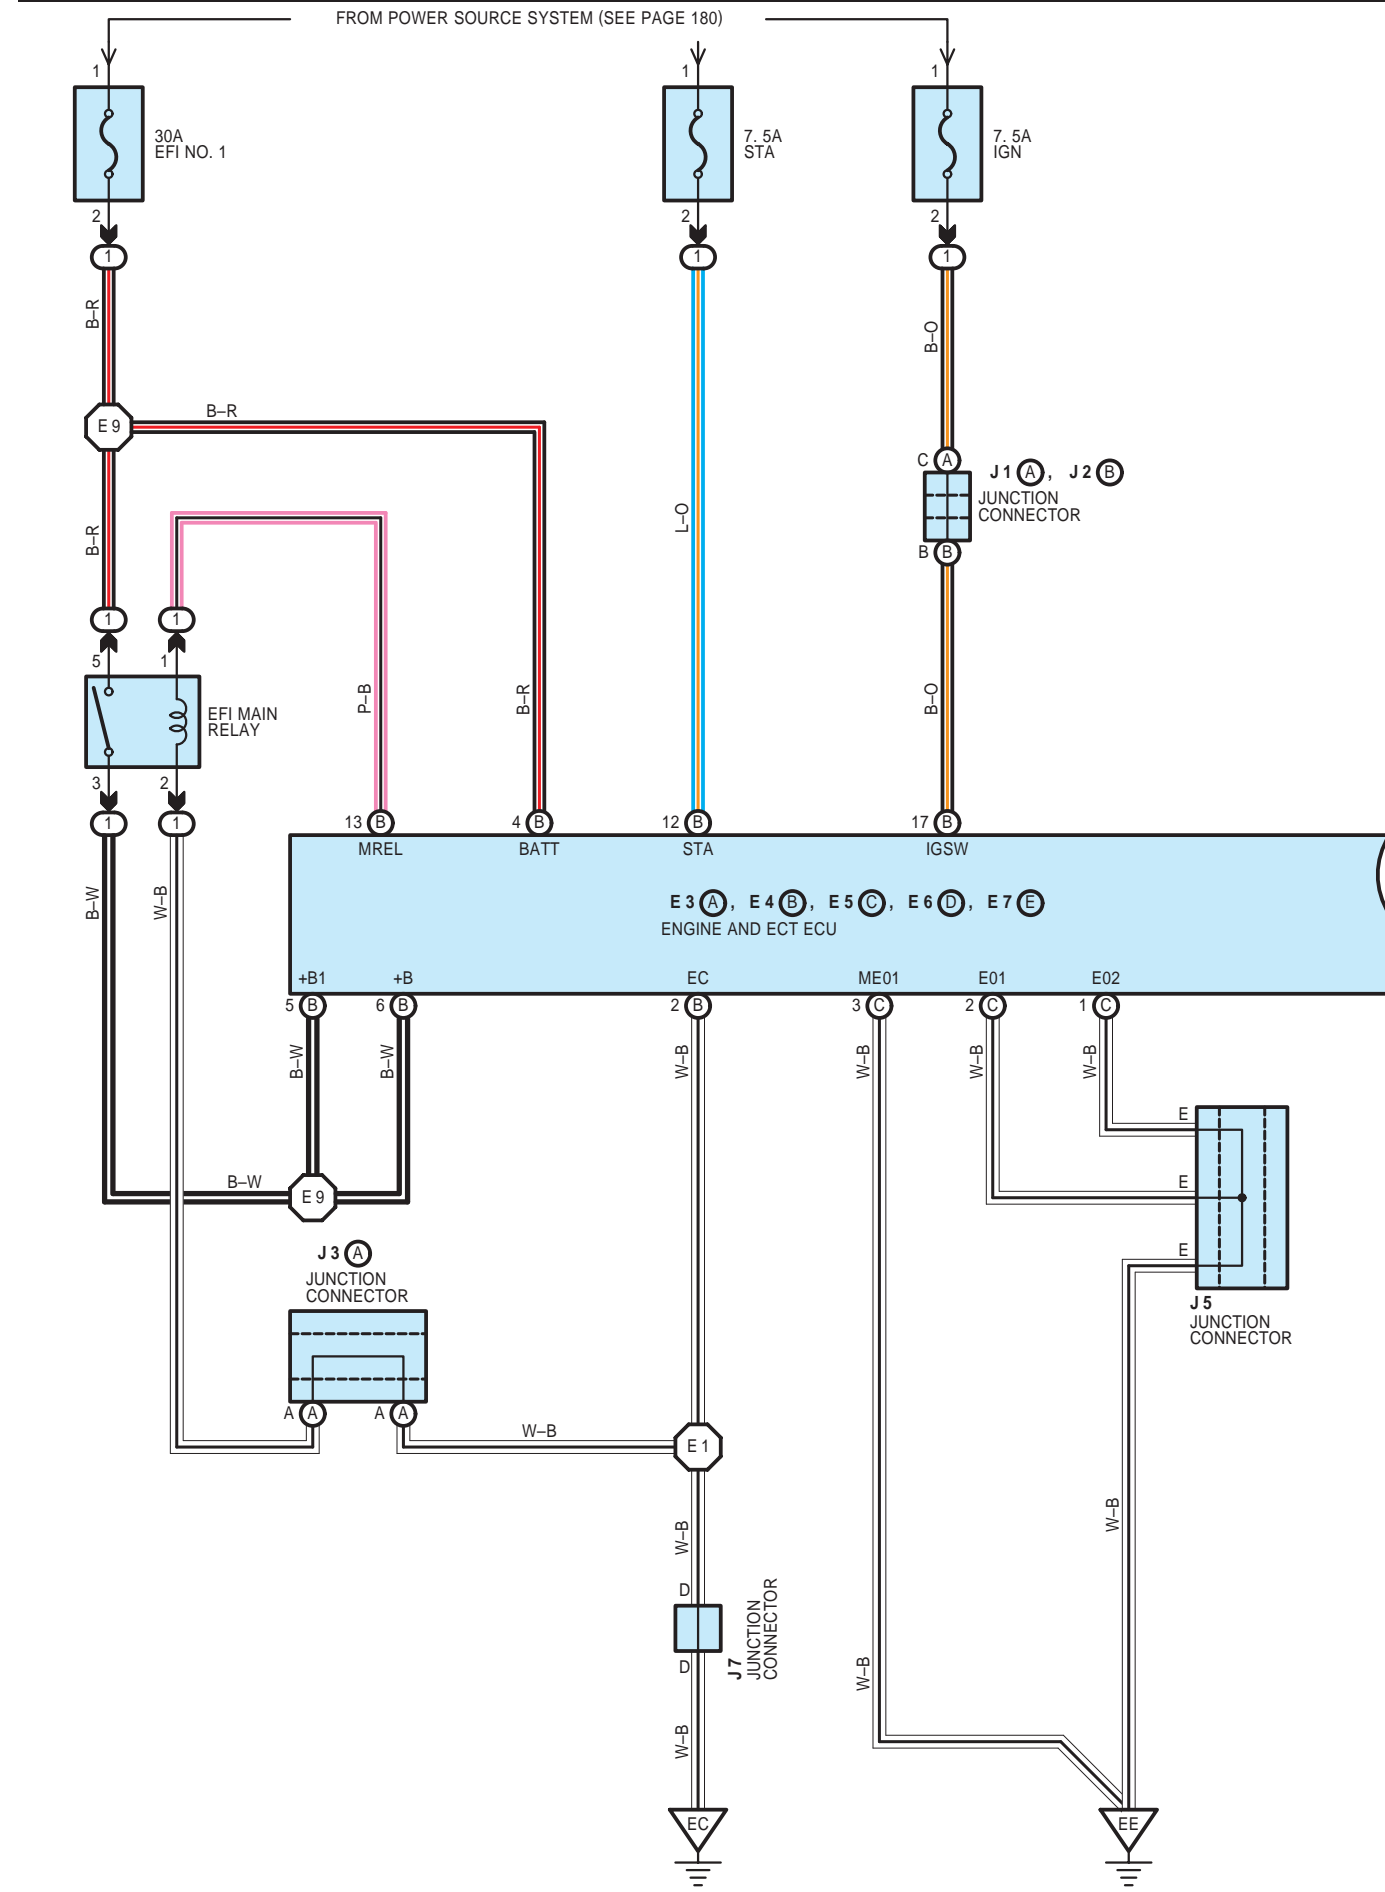 FROM POWER SOURCE SYSTEM (SEE PAGE 180)
1
1
1
30A
EFI NO. 1
7. 5A
STA
7. 5A
IGN
2
2
2
1
1
1
B–R
B–O
B–R
E 9
C A
J 1 A , J 2 B
JUNCTION
CONNECTOR
B–R
L–O
B B
1
1
5
1
EFI MAIN
RELAY
P–B
B–R
B–O
3
2
1
1
13 B
4 B
12 B
17 B
MREL
BATT
STA
IGSW
B–W
W–B
E 3 A , E 4 B , E 5 C , E 6 D , E 7 E
ENGINE AND ECT ECU
+B1
+B
EC
ME01
E01
E02
5 B
6 B
2 B
3 C
2 C
1 C
B–W
B–W
W–B
W–B
W–B
W–B
E
E
E
B–W
E 9
J 3 A
JUNCTION
CONNECTOR
J 5
JUNCTION
CONNECTOR
A A
A A
W–B
E 1
W–B
W–B
D
D
J 7
JUNCTION
CONNECTOR
W–B
W–B
EC
EE